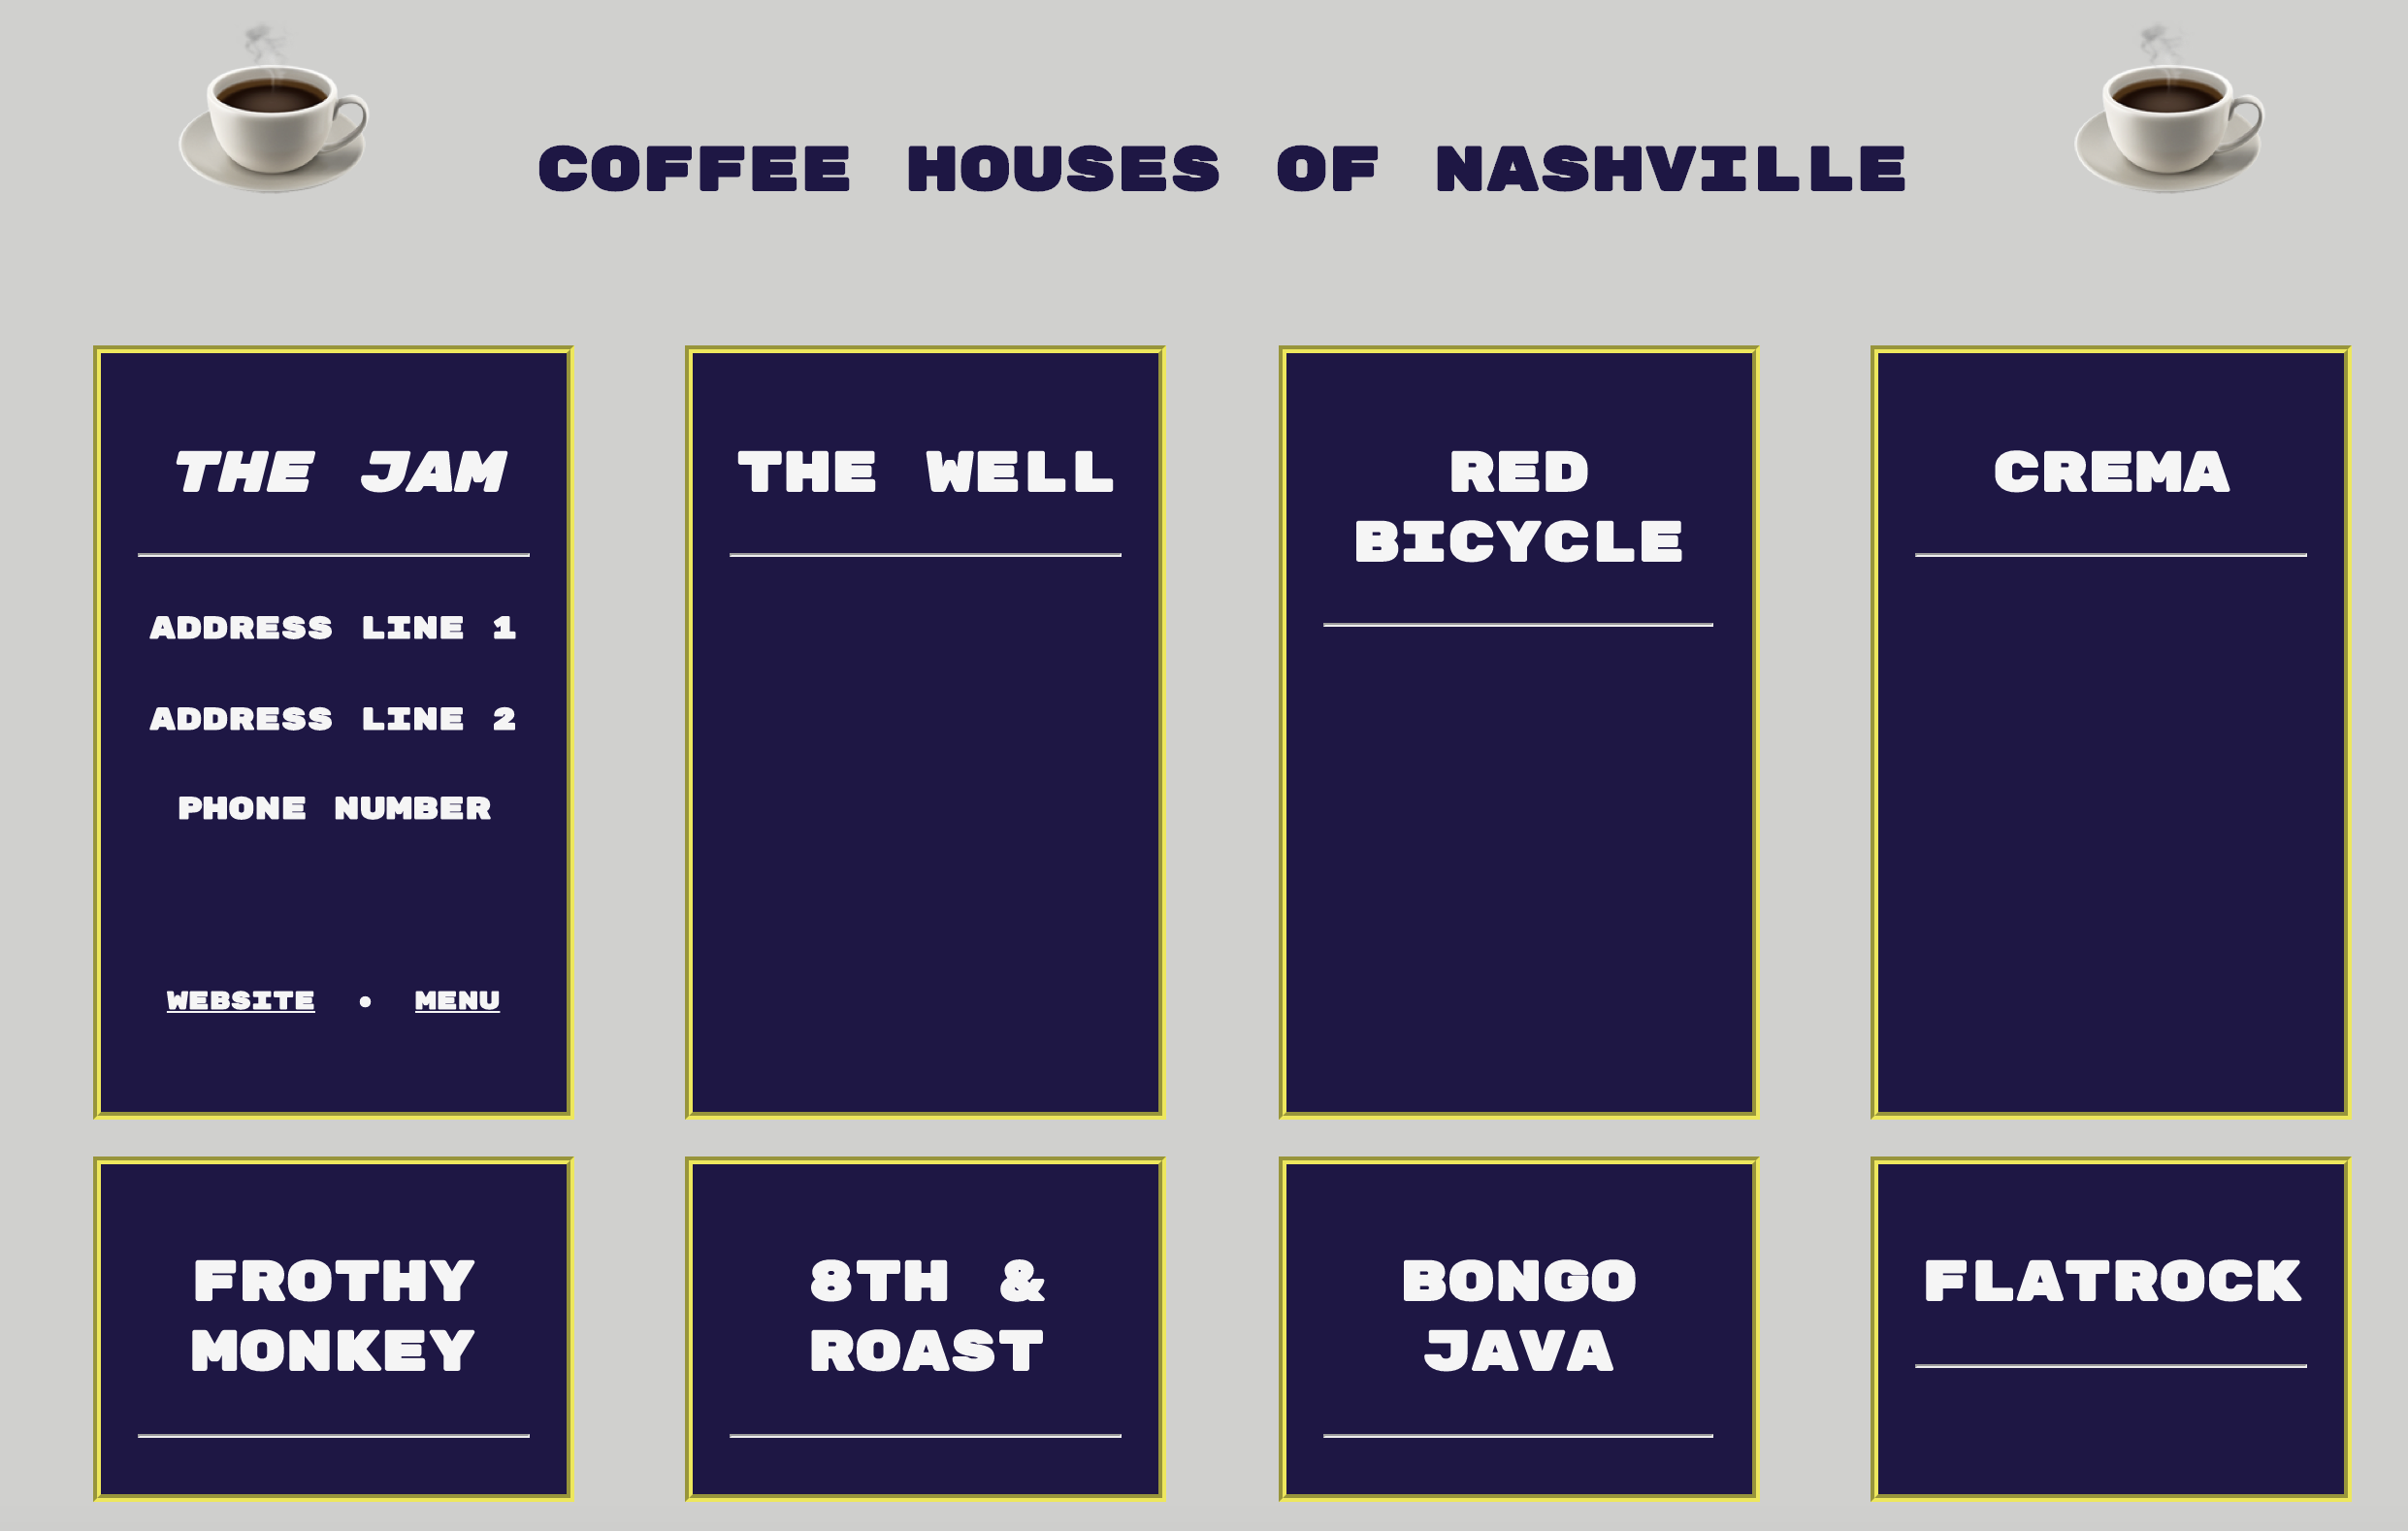 COFFEE HOUSES OF NASHVILLE
THE JAM
ADDRESS LINE 1
ADDRESS LINE 2
PHONE NUMBER
WEBSITE • MENU
THE WELL
RED
BICYCLE
CREMA
FROTHY
MONKEY
8TH &
ROAST
BONGO
JAVA
FLATROCK